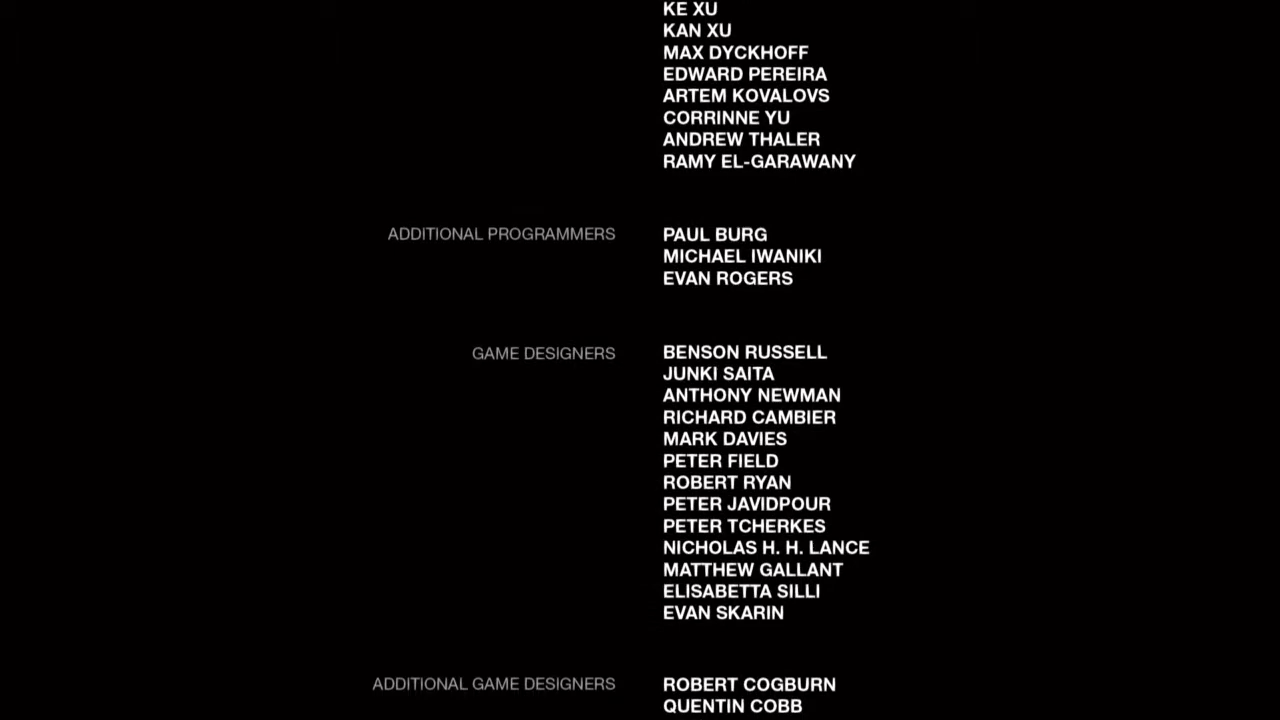 KE XU
KAN XU
MAX DYCKHOFF
EDWARD PEREIRA
ARTEM KOVALOVS
CORRINNE YU
ANDREW THALER
RAMY EL-GARAWANY
ADDITIONAL PROGRAMMERS PAUL BURG
MICHAEL IWANIKI
EVAN ROGERS
GAME DESIGNERS BENSON RUSSELL
JUNKI SAITA
ANTHONY NEWMAN
RICHARD CAMBIER
MARK DAVIES
PETER FIELD
ROBERT RYAN
PETER JAVIDPOUR
PETER TCHERKES
NICHOLAS H. H. LANCE
MATTHEW GALLANT
ELISABETTA SILLI
EVAN SKARIN
ADDITIONAL GAME DESIGNERS ROBERT COGBURN
QUENTIN COBB